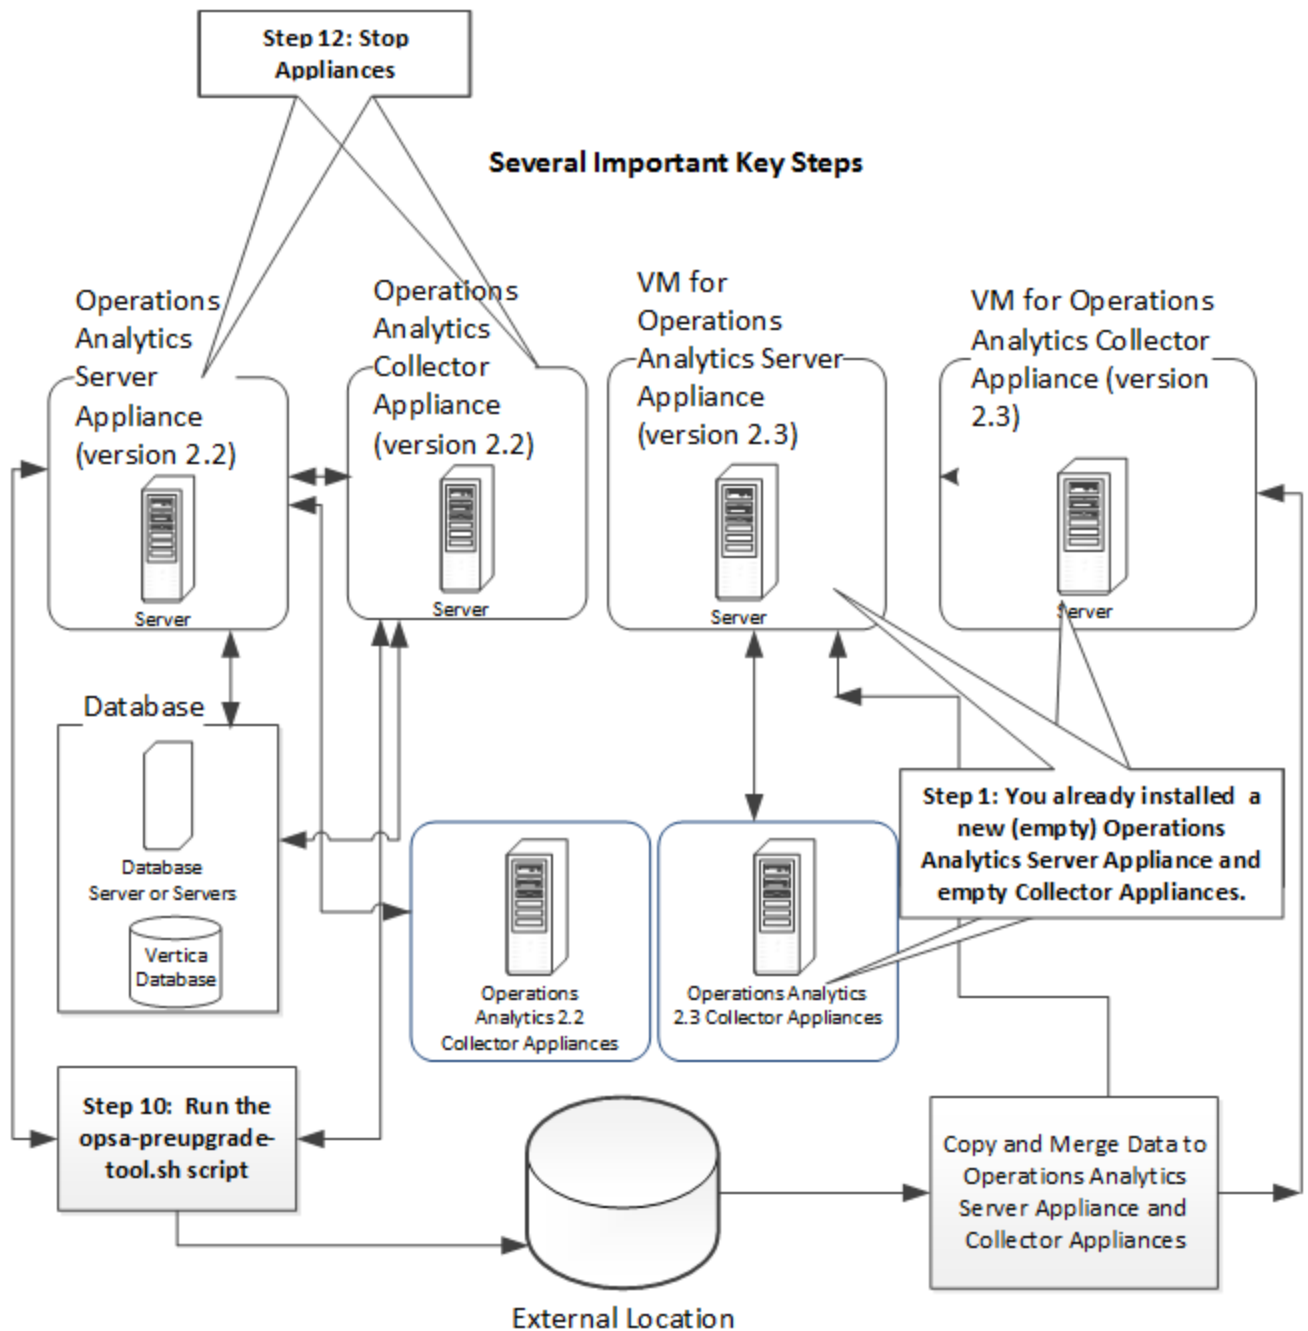 Step 12: Stop
Appliances
Several Important Key Steps
Operations
Analytics
Server
Appliance
(version 2.2)
Server
Operations
Analytics
Collector
Appliance
(version 2.2)
Server
VM for
Operations
Analytics Server
Appliance
(version 2.3)
Server
VM for Operations
Analytics Collector
Appliance (version
2.3)
Server
Database
Database
Server or Servers
Vertica
Database
Operations
Analytics 2.2
Collector Appliances
Operations Analytics
2.3 Collector Appliances
Step 1: You already installed a
new (empty) Operations
Analytics Server Appliance and
empty Collector Appliances.
Step 10: Run the
opsa-preupgrade-
tool.sh script
External Location
Copy and Merge Data to
Operations Analytics
Server Appliance and
Collector Appliances